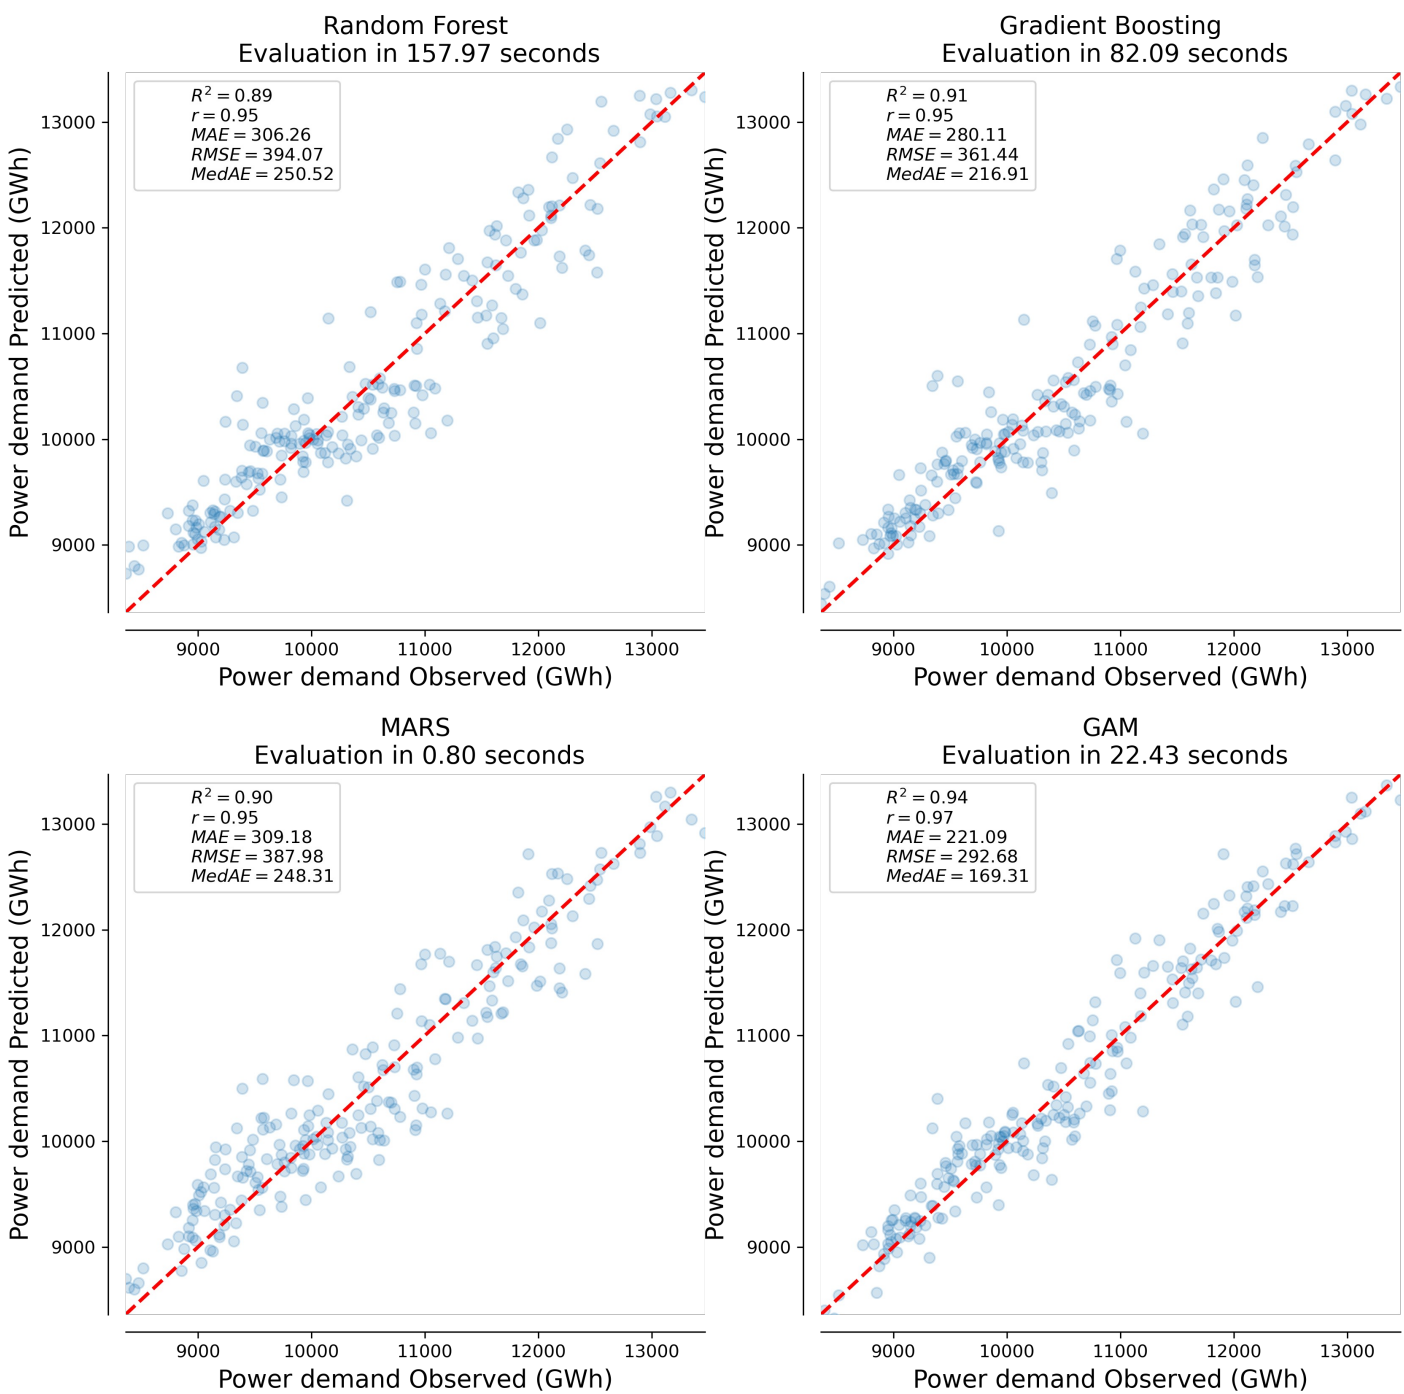 Random Forest
Evaluation in 157.97 seconds
R² = 0.89
r = 0.95
MAE = 306.26
RMSE = 394.07
MedAE = 250.52
Power demand Predicted (GWh)
13000
12000
11000
10000
9000
9000 10000 11000 12000 13000
Power demand Observed (GWh)
Gradient Boosting
Evaluation in 82.09 seconds
R² = 0.91
r = 0.95
MAE = 280.11
RMSE = 361.44
MedAE = 216.91
Power demand Predicted (GWh)
13000
12000
11000
10000
9000
9000 10000 11000 12000 13000
Power demand Observed (GWh)
MARS
Evaluation in 0.80 seconds
R² = 0.90
r = 0.95
MAE = 309.18
RMSE = 387.98
MedAE = 248.31
Power demand Predicted (GWh)
13000
12000
11000
10000
9000
9000 10000 11000 12000 13000
Power demand Observed (GWh)
GAM
Evaluation in 22.43 seconds
R² = 0.94
r = 0.97
MAE = 221.09
RMSE = 292.68
MedAE = 169.31
Power demand Predicted (GWh)
13000
12000
11000
10000
9000
9000 10000 11000 12000 13000
Power demand Observed (GWh)